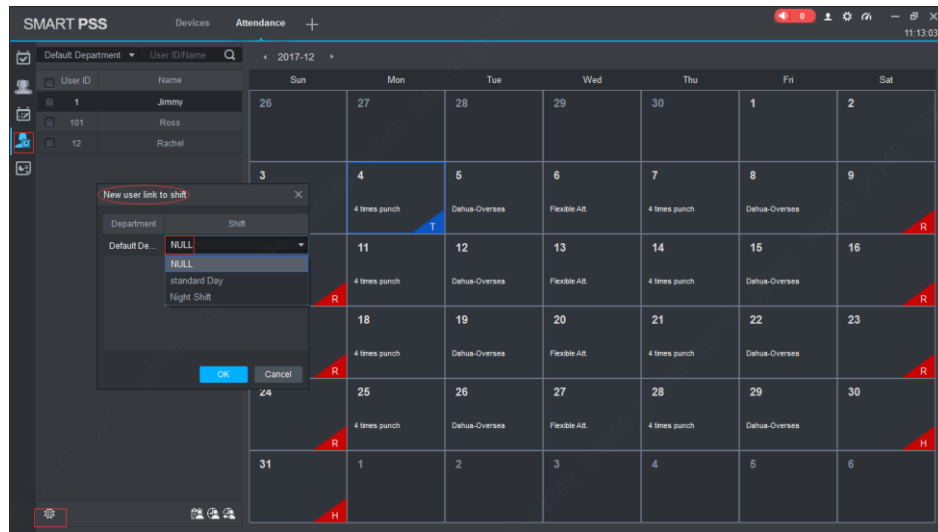 SMART PSS Devices Attendance + 0
11:13:03
Default Department User ID/Name 2017-12
User ID Name Sun Mon Tue Wed Thu Fri Sat
1 Jimmy
101 Ross
12 Rachel
26 27 28 29 30 1 2
3 4 5 6 7 8 9
4 times punch Dahua-Oversea Flexible Att. 4 times punch Dahua-Oversea
T R
New user link to shift
Department Shift
Default De... NULL
NULL
standard Day
Night Shift
OK Cancel
11 12 13 14 15 16
4 times punch Dahua-Oversea Flexible Att. 4 times punch Dahua-Oversea
R R
18 19 20 21 22 23
4 times punch Dahua-Oversea Flexible Att. 4 times punch Dahua-Oversea
R R
24 25 26 27 28 29 30
4 times punch Dahua-Oversea Flexible Att. 4 times punch Dahua-Oversea
R H
31 1 2 3 4 5 6
H